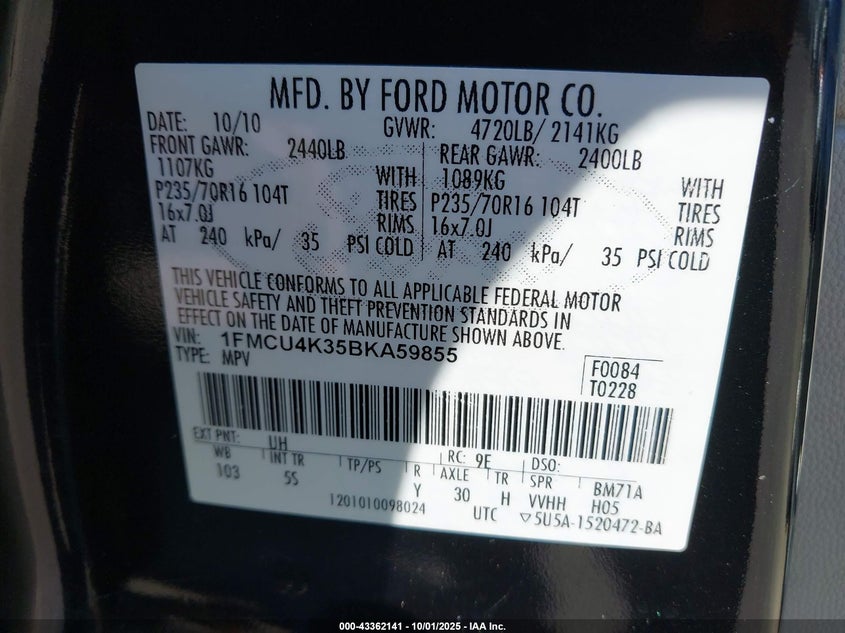 MFD. BY FORD MOTOR CO.
DATE: 10/10 GVWR: 4720LB/ 2141KG
FRONT GAWR: 2440LB REAR GAWR: 2400LB
1107KG WITH 1089KG WITH
P235/70R16 104T TIRES P235/70R16 104T TIRES
16x7.0J RIMS 16x7.0J RIMS
AT 240 kPa/ 35 PSI COLD AT 240 kPa/ 35 PSI COLD
THIS VEHICLE CONFORMS TO ALL APPLICABLE FEDERAL MOTOR
VEHICLE SAFETY AND THEFT PREVENTION STANDARDS IN
EFFECT ON THE DATE OF MANUFACTURE SHOWN ABOVE.
VIN: 1FMCU4K35BKA59855
TYPE: MPV F0084
T0228
EXT PNT: UH RC: 9E DSO:
WB INT TR TP/PS R AXLE TR SPR BM71A
103 5S Y 30 H VVHH H05
1201010098024 UTC ▽5U5A-1520472-BA
000-43362141 - 10/01/2025 - IAA Inc.